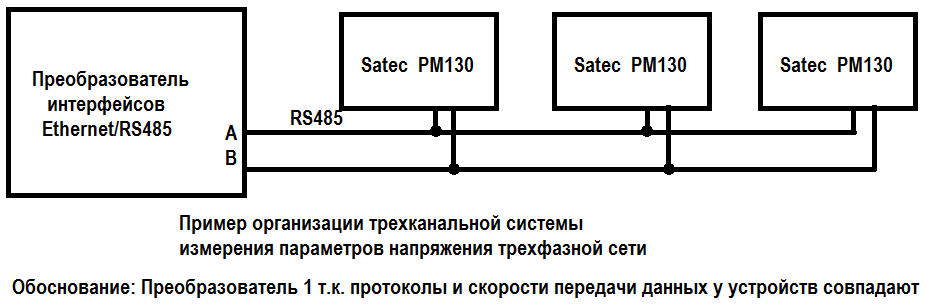 Преобразователь
интерфейсов
Ethernet/RS485
A
B
RS485
Satec PM130
Satec PM130
Satec PM130
Пример организации трехканальной системы
измерения параметров напряжения трехфазной сети
Обоснование: Преобразователь 1 т.к. протоколы и скорости передачи данных у устройств совпадают